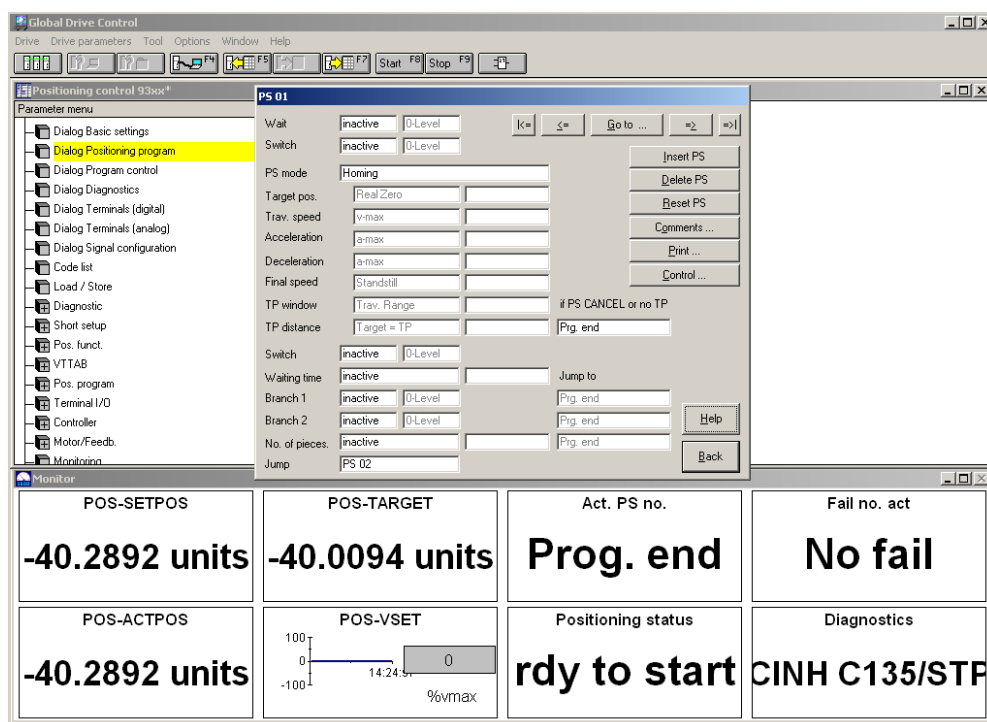 Global Drive Control
Drive Drive parameters Tool Options Window Help
F4 F5 F7 Start F8 Stop F9
Positioning control 93xx*
Parameter menu
Dialog Basic settings
Dialog Positioning program
Dialog Program control
Dialog Diagnostics
Dialog Terminals (digital)
Dialog Terminals (analog)
Dialog Signal configuration
Code list
Load / Store
Diagnostic
Short setup
Pos. funct.
VTTAB
Pos. program
Terminal I/O
Controller
Motor/Feedb.
Monitoring
PS 01
Wait inactive 0-Level
Switch inactive 0-Level
PS mode Homing
Target pos. Real Zero
Trav. speed v-max
Acceleration a-max
Deceleration a-max
Final speed Standstill
TP window Trav. Range if PS CANCEL or no TP
TP distance Target = TP Prg. end
Switch inactive 0-Level
Waiting time inactive Jump to
Branch 1 inactive 0-Level Prg. end
Branch 2 inactive 0-Level Prg. end
No. of pieces. inactive Prg. end
Jump PS 02
|<= <= Go to ... => =>|
Insert PS
Delete PS
Reset PS
Comments ...
Print ...
Control ...
Help
Back
Monitor
POS-SETPOS
-40.2892 units
POS-TARGET
-40.0094 units
Act. PS no.
Prog. end
Fail no. act
No fail
POS-ACTPOS
-40.2892 units
POS-VSET
100
0
-100
0
%vmax
Positioning status
rdy to start
Diagnostics
CINH C135/STP